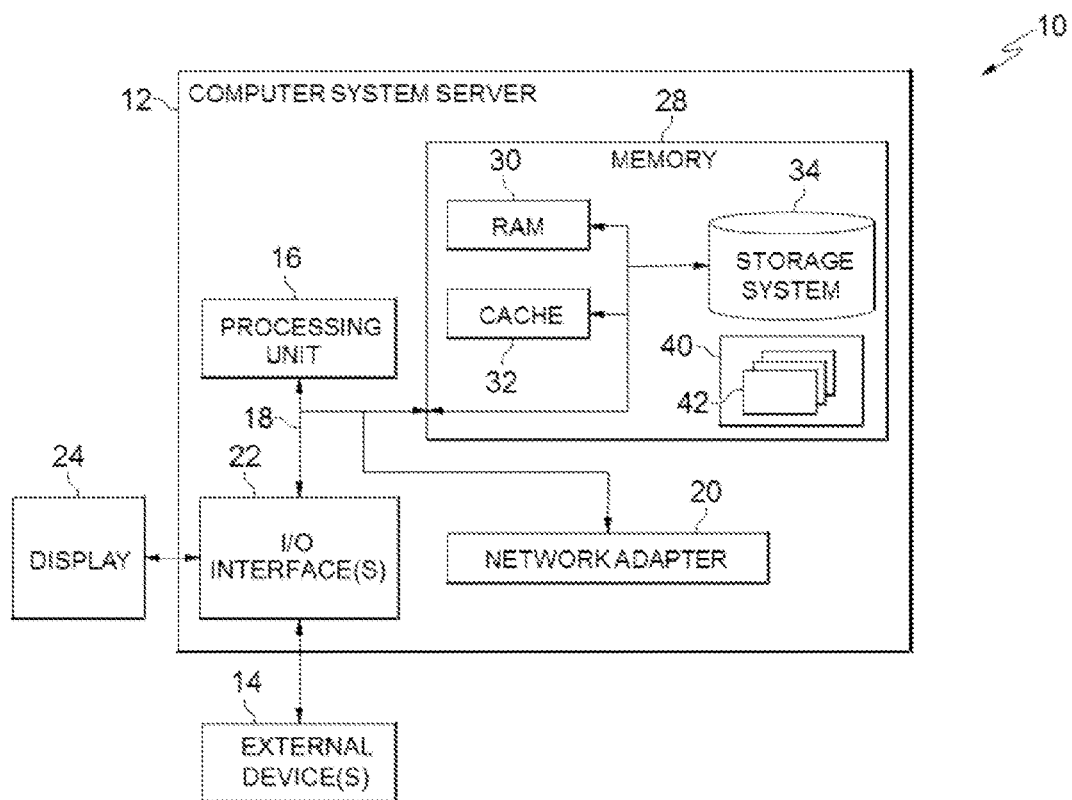 10
12
COMPUTER SYSTEM SERVER
28
MEMORY
30
RAM
34
STORAGE
SYSTEM
16
PROCESSING
UNIT
CACHE
32
40
42
18
24
22
DISPLAY
I/O
INTERFACE(S)
20
NETWORK ADAPTER
14
EXTERNAL
DEVICE(S)